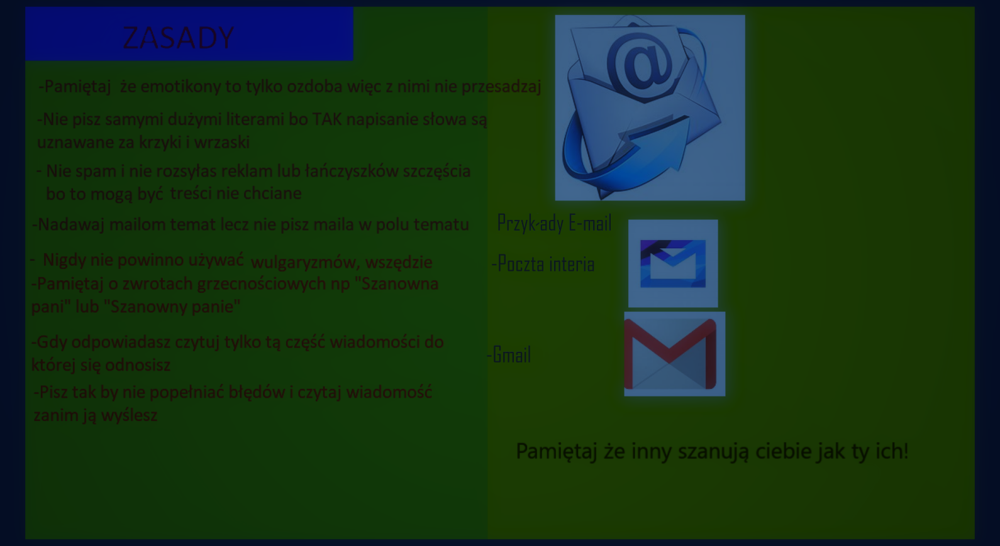 ZASADY
-Pamiętaj że emotikony to tylko ozdoba więc z nimi nie przesadzaj
-Nie pisz samymi dużymi literami bo TAK napisanie słowa są
uznawane za krzyki i wrzaski
- Nie spam i nie rozsyłas reklam lub łańczyszków szczęścia
bo to mogą być treści nie chciane
-Nadawaj mailom temat lecz nie pisz maila w polu tematu
- Nigdy nie powinno używać wulgaryzmów, wszędzie
-Pamiętaj o zwrotach grzecnościowych np "Szanowna
pani" lub "Szanowny panie"
-Gdy odpowiadasz czytuj tylko tą część wiadomości do
której się odnosisz
-Pisz tak by nie popełniać błędów i czytaj wiadomość
zanim ją wyślesz
@
Przyk-ady E-mail
-Poczta interia
-Gmail
Pamiętaj że inny szanują ciebie jak ty ich!